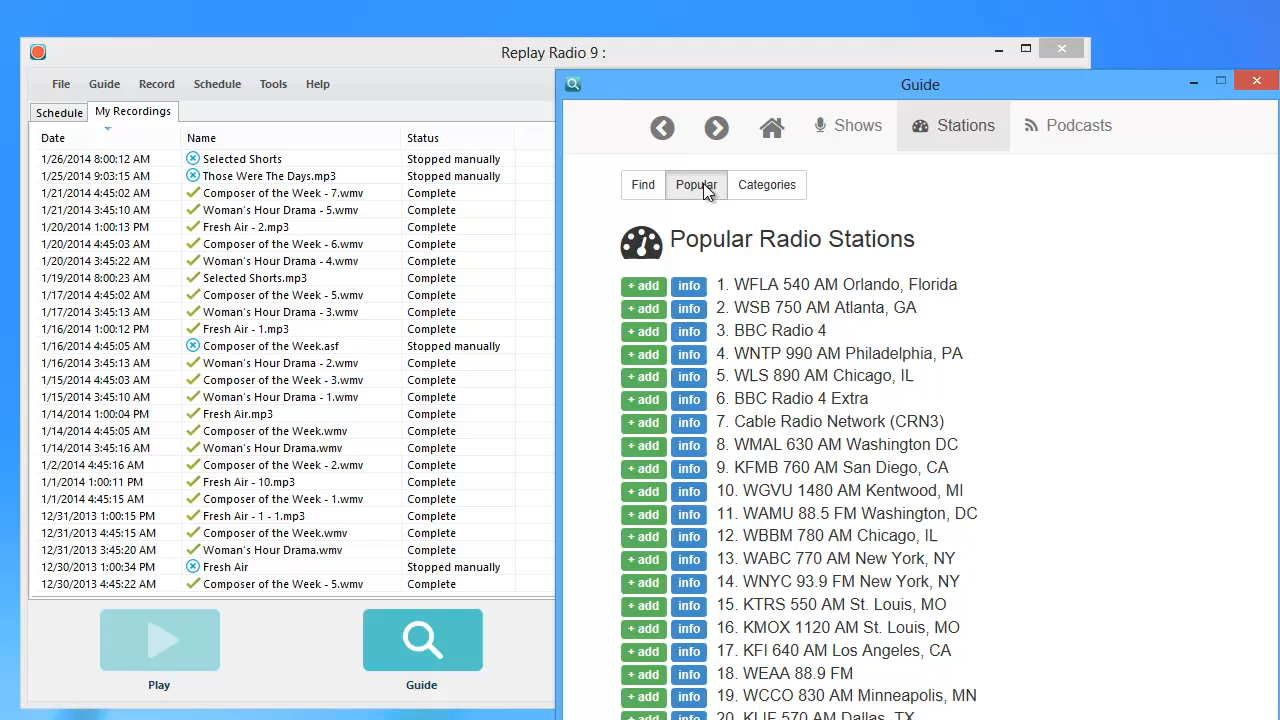 Replay Radio 9 :
File Guide Record Schedule Tools Help
Schedule My Recordings
Date Name Status
1/26/2014 8:00:12 AM Selected Shorts Stopped manually
1/25/2014 9:03:15 AM Those Were The Days.mp3 Stopped manually
1/21/2014 4:45:02 AM Composer of the Week - 7.wmv Complete
1/21/2014 3:45:10 AM Woman's Hour Drama - 5.wmv Complete
1/20/2014 1:00:13 PM Fresh Air - 2.mp3 Complete
1/20/2014 4:45:03 AM Composer of the Week - 6.wmv Complete
1/20/2014 3:45:22 AM Woman's Hour Drama - 4.wmv Complete
1/19/2014 8:00:23 AM Selected Shorts.mp3 Complete
1/17/2014 4:45:02 AM Composer of the Week - 5.wmv Complete
1/17/2014 3:45:13 AM Woman's Hour Drama - 3.wmv Complete
1/16/2014 1:00:12 PM Fresh Air - 1.mp3 Complete
1/16/2014 4:45:05 AM Composer of the Week.asf Stopped manually
1/16/2014 3:45:13 AM Woman's Hour Drama - 2.wmv Complete
1/15/2014 4:45:03 AM Composer of the Week - 3.wmv Complete
1/15/2014 3:45:10 AM Woman's Hour Drama - 1.wmv Complete
1/14/2014 1:00:04 PM Fresh Air.mp3 Complete
1/14/2014 4:45:05 AM Composer of the Week.wmv Complete
1/14/2014 3:45:16 AM Woman's Hour Drama.wmv Complete
1/2/2014 4:45:16 AM Composer of the Week - 2.wmv Complete
1/1/2014 1:00:11 PM Fresh Air - 10.mp3 Complete
1/1/2014 4:45:15 AM Composer of the Week - 1.wmv Complete
12/31/2013 1:00:15 PM Fresh Air - 1 - 1.mp3 Complete
12/31/2013 4:45:15 AM Composer of the Week.wmv Complete
12/31/2013 3:45:20 AM Woman's Hour Drama.wmv Complete
12/30/2013 1:00:34 PM Fresh Air Stopped manually
12/30/2013 4:45:22 AM Composer of the Week - 5.wmv Complete
Play Guide
Guide
Shows Stations Podcasts
Find Popular Categories
Popular Radio Stations
+ add info 1. WFLA 540 AM Orlando, Florida
+ add info 2. WSB 750 AM Atlanta, GA
+ add info 3. BBC Radio 4
+ add info 4. WNTP 990 AM Philadelphia, PA
+ add info 5. WLS 890 AM Chicago, IL
+ add info 6. BBC Radio 4 Extra
+ add info 7. Cable Radio Network (CRN3)
+ add info 8. WMAL 630 AM Washington DC
+ add info 9. KFMB 760 AM San Diego, CA
+ add info 10. WGVU 1480 AM Kentwood, MI
+ add info 11. WAMU 88.5 FM Washington, DC
+ add info 12. WBBM 780 AM Chicago, IL
+ add info 13. WABC 770 AM New York, NY
+ add info 14. WNYC 93.9 FM New York, NY
+ add info 15. KTRS 550 AM St. Louis, MO
+ add info 16. KMOX 1120 AM St. Louis, MO
+ add info 17. KFI 640 AM Los Angeles, CA
+ add info 18. WEAA 88.9 FM
+ add info 19. WCCO 830 AM Minneapolis, MN
20. KLIF 570 AM Dallas, TX